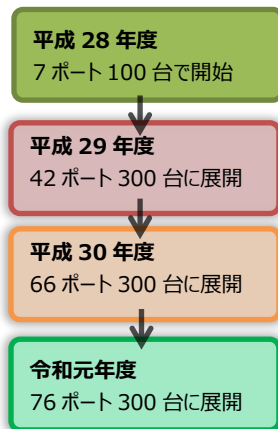 平成 28 年度
7 ポート 100 台で開始
平成 29 年度
42 ポート 300 台に展開
平成 30 年度
66 ポート 300 台に展開
令和元年度
76 ポート 300 台に展開